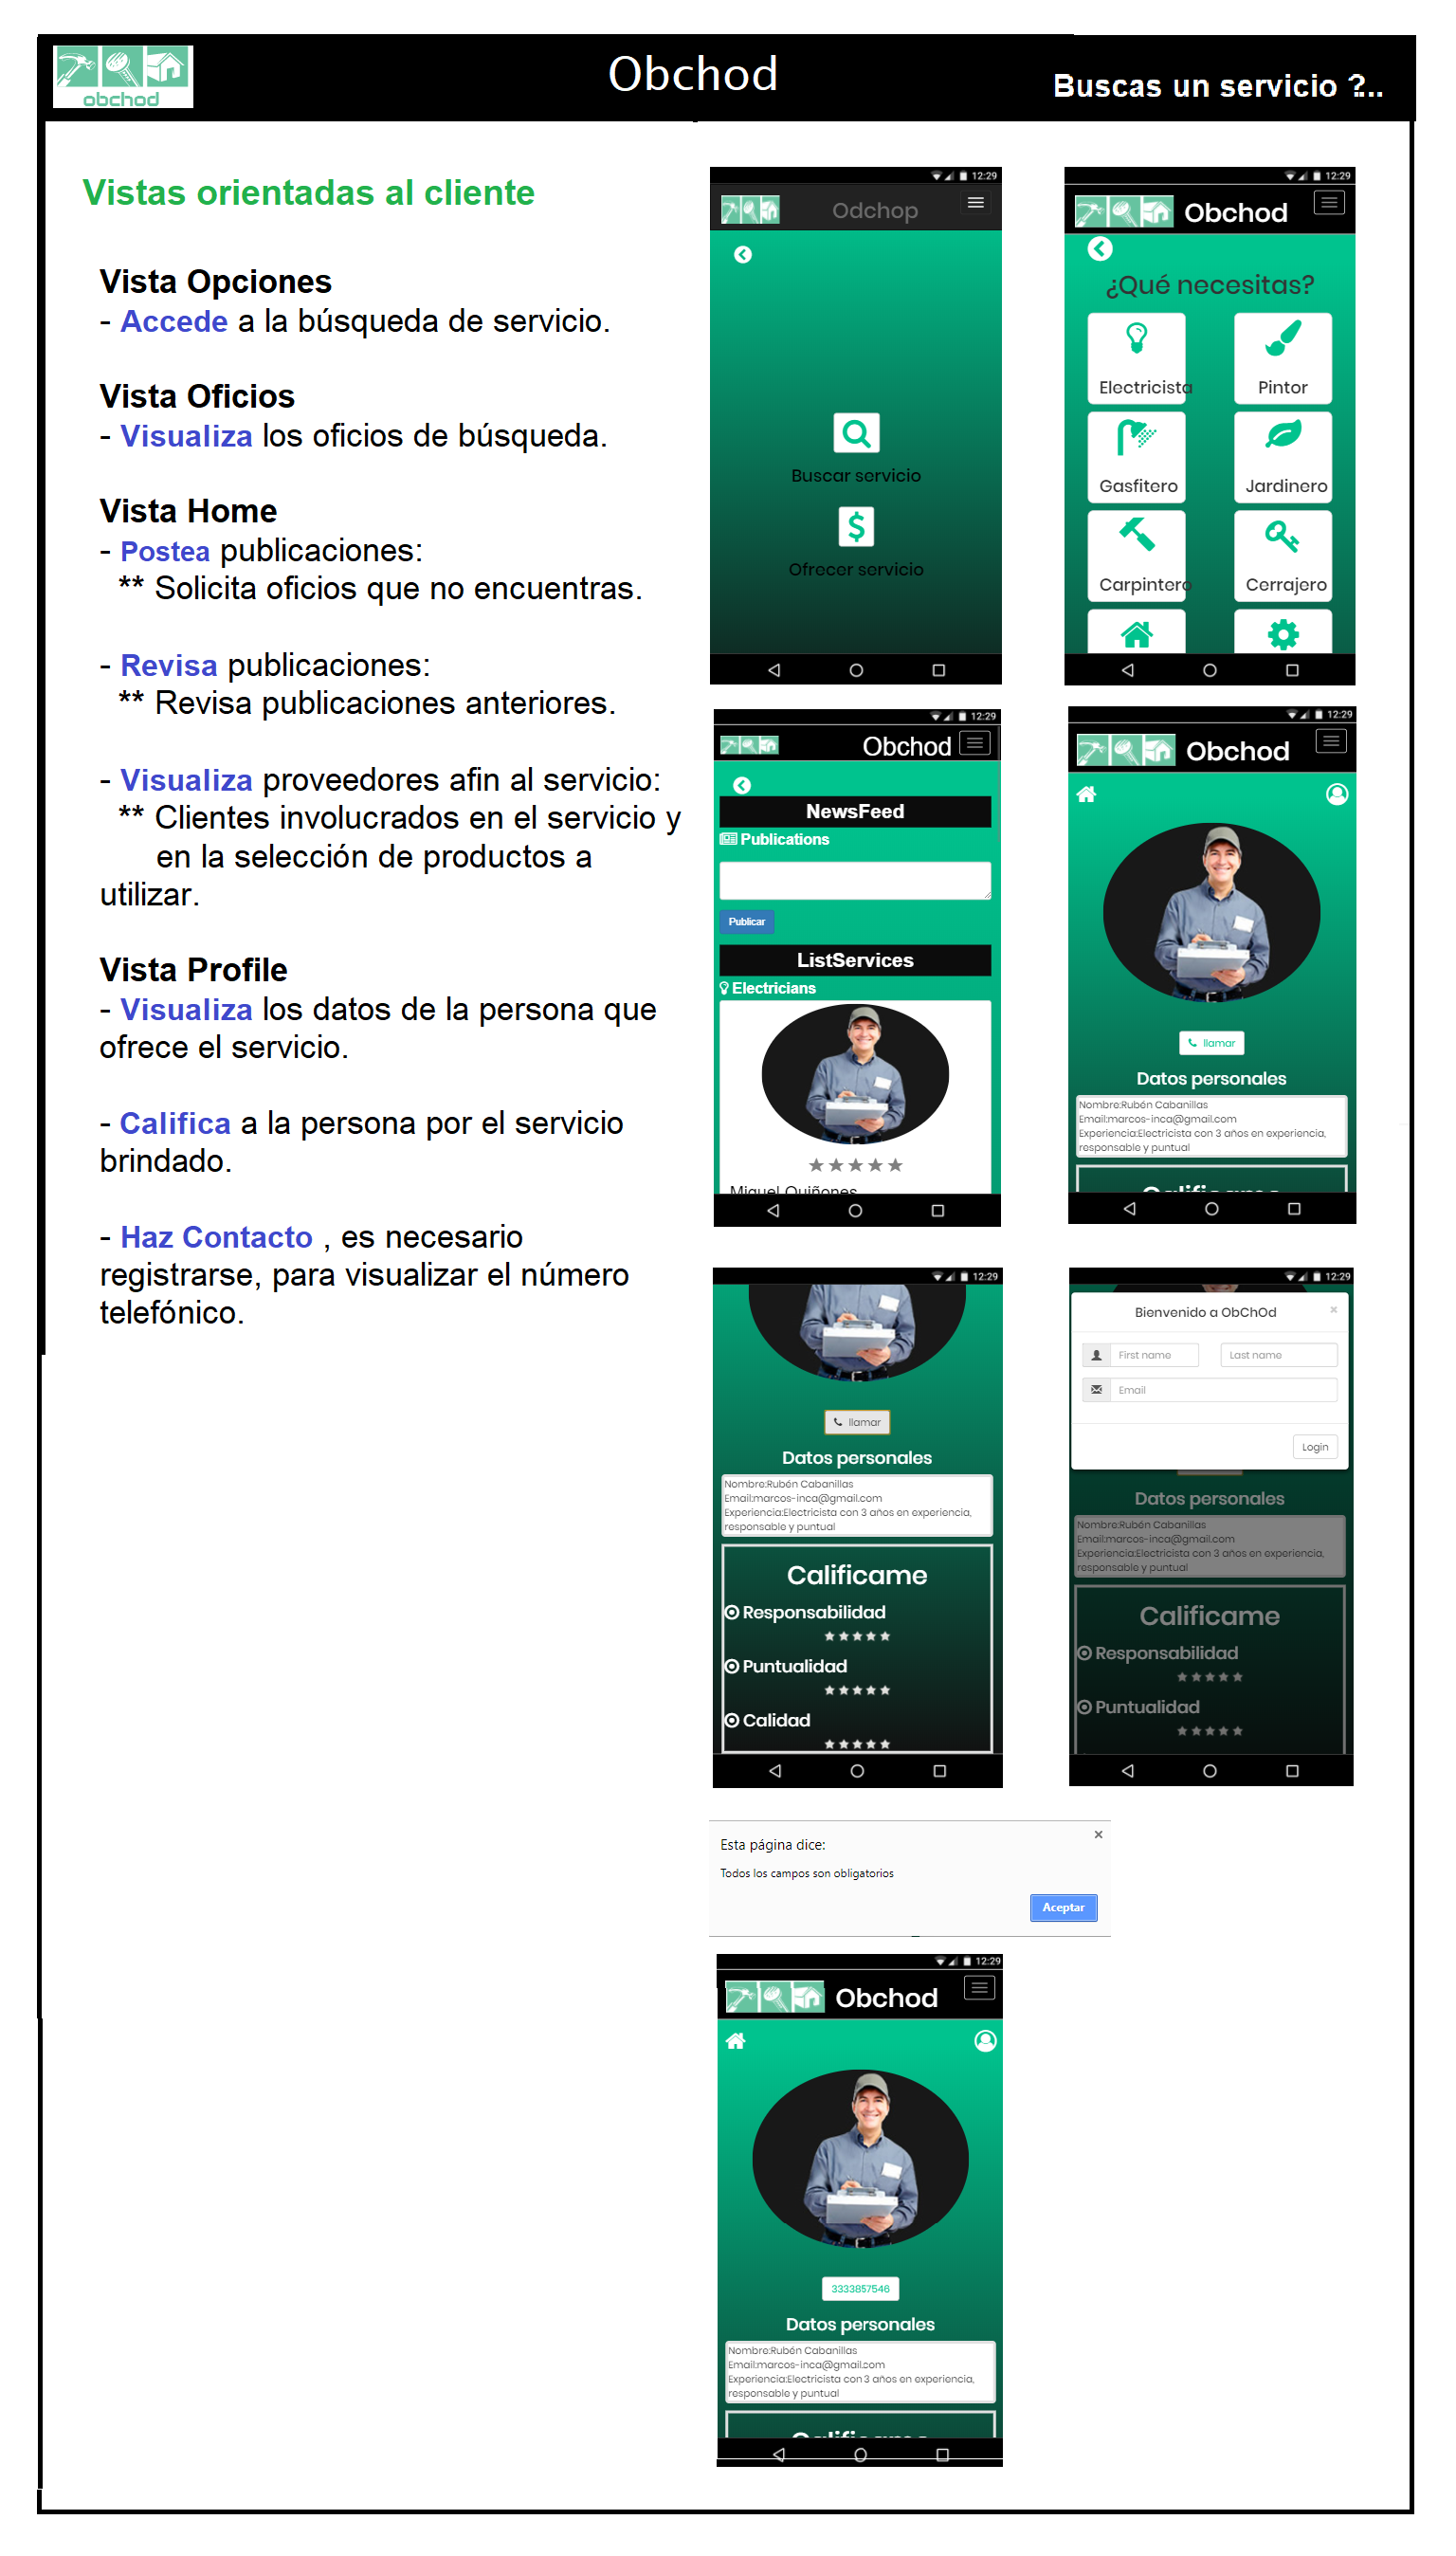 obchod
Obchod
Buscas un servicio ?..
Vistas orientadas al cliente
Vista Opciones
- Accede a la búsqueda de servicio.
Vista Oficios
- Visualiza los oficios de búsqueda.
Vista Home
- Postea publicaciones:
** Solicita oficios que no encuentras.
- Revisa publicaciones:
** Revisa publicaciones anteriores.
- Visualiza proveedores afin al servicio:
** Clientes involucrados en el servicio y
en la selección de productos a
utilizar.
Vista Profile
- Visualiza los datos de la persona que
ofrece el servicio.
- Califica a la persona por el servicio
brindado.
- Haz Contacto , es necesario
registrarse, para visualizar el número
telefónico.
12:29
Odchop
Buscar servicio
Ofrecer servicio
12:29
Obchod
¿Qué necesitas?
Electricista
Pintor
Gasfitero
Jardinero
Carpintero
Cerrajero
12:29
Obchod
NewsFeed
Publications
Publicar
ListServices
Electricians
Miguel Quiñones
12:29
Obchod
llamar
Datos personales
Nombre:Rubén Cabanillas
Email:marcos-inca@gmail.com
Experiencia:Electricista con 3 años en experiencia,
responsable y puntual
Calificame
12:29
llamar
Datos personales
Nombre:Rubén Cabanillas
Email:marcos-inca@gmail.com
Experiencia:Electricista con 3 años en experiencia,
responsable y puntual
Calificame
Responsabilidad
Puntualidad
Calidad
12:29
Bienvenido a ObChOd
×
First name
Last name
Email
Login
Datos personales
Nombre:Rubén Cabanillas
Email:marcos-inca@gmail.com
Experiencia:Electricista con 3 años en experiencia,
responsable y puntual
Calificame
Responsabilidad
Puntualidad
Esta página dice:
×
Todos los campos son obligatorios
Aceptar
12:29
Obchod
3333857546
Datos personales
Nombre:Rubén Cabanillas
Email:marcos-inca@gmail.com
Experiencia:Electricista con 3 años en experiencia,
responsable y puntual
Calificame